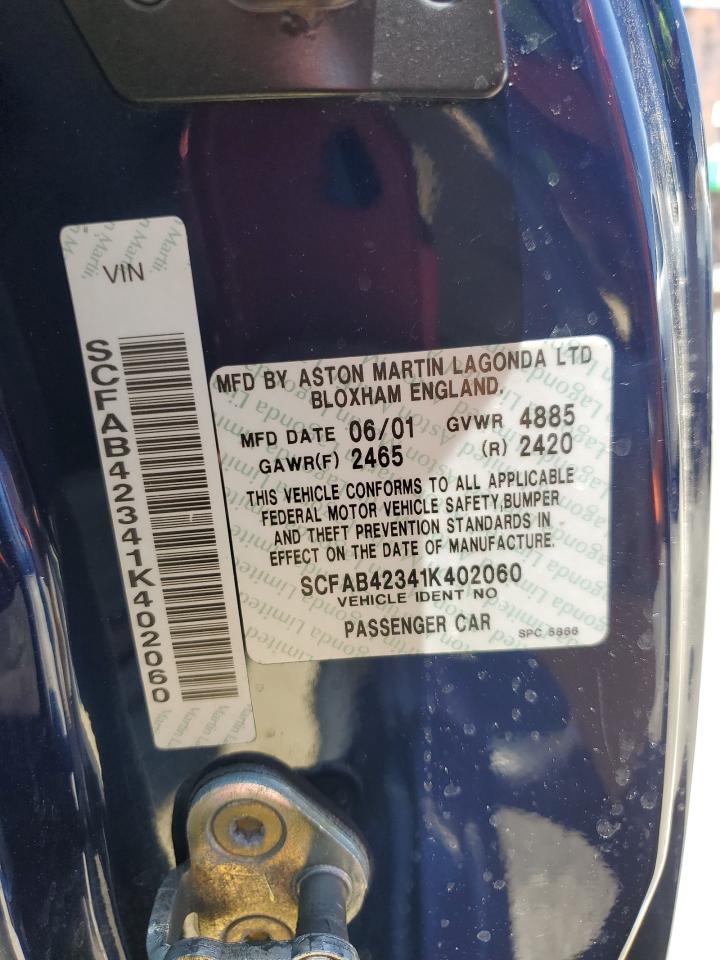 VIN
SCFAB42341K402060
MFD BY ASTON MARTIN LAGONDA LTD
BLOXHAM ENGLAND.
MFD DATE 06/01 GVWR 4885
GAWR(F) 2465 (R) 2420
THIS VEHICLE CONFORMS TO ALL APPLICABLE
FEDERAL MOTOR VEHICLE SAFETY,BUMPER
AND THEFT PREVENTION STANDARDS IN
EFFECT ON THE DATE OF MANUFACTURE.
SCFAB42341K402060
VEHICLE IDENT NO
PASSENGER CAR SPC 5866